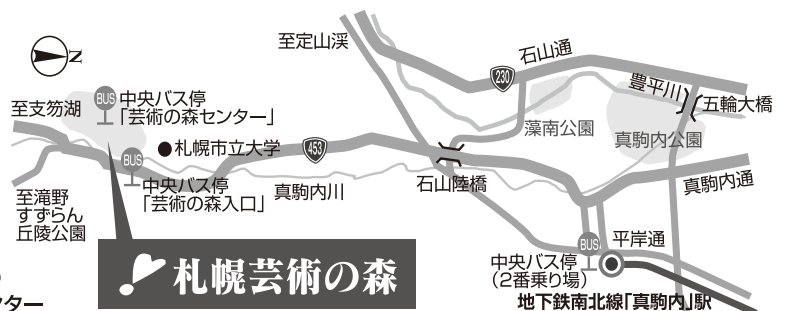 N
至定山渓
石山通
230
豊平川
五輪大橋
至支笏湖
BUS
中央バス停
「芸術の森センター」
藻南公園
真駒内公園
札幌市立大学
453
BUS
中央バス停
「芸術の森入口」
真駒内川
石山陸橋
真駒内通
至滝野
すずらん
丘陵公園
札幌芸術の森
BUS
平岸通
中央バス停
（2番乗り場）
地下鉄南北線「真駒内」駅
ター